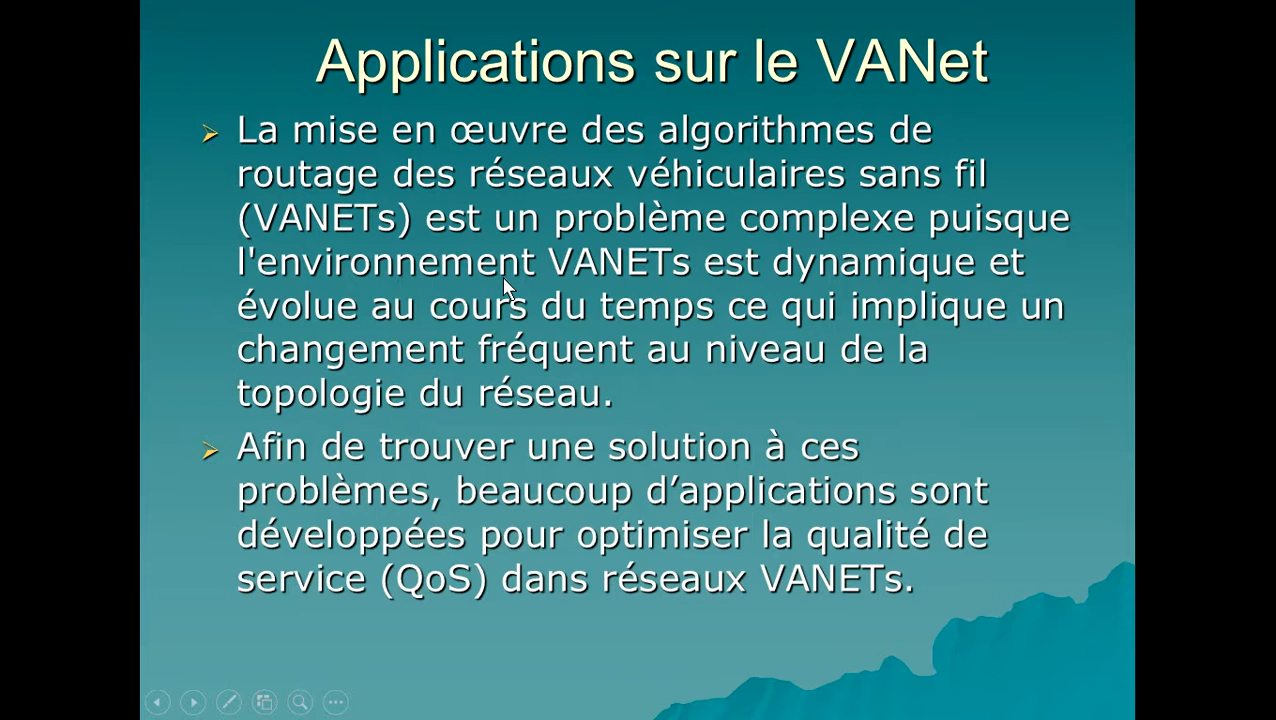 Applications sur le VANet
La mise en œuvre des algorithmes de
routage des réseaux véhiculaires sans fil
(VANETs) est un problème complexe puisque
l'environnement VANETs est dynamique et
évolue au cours du temps ce qui implique un
changement fréquent au niveau de la
topologie du réseau.
Afin de trouver une solution à ces
problèmes, beaucoup d’applications sont
développées pour optimiser la qualité de
service (QoS) dans réseaux VANETs.